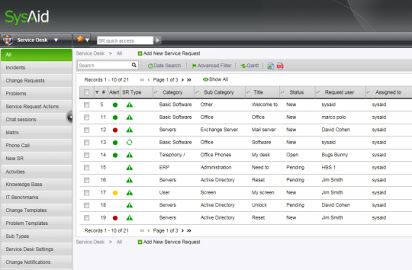 SysAid
Service Desk ▼ SR quick access
All
Incidents
Change Requests
Problems
Service Request Actions
Chat sessions
Matrix
Phone Call
New SR
Activities
Knowledge Base
IT Benchmarks
Change Templates
Problem Templates
Sub Types
Service Desk Settings
Change Notifications
Service Desk > All Add New Service Request
Search Data Search Advanced Filter Gantt
Records 1 - 10 of 21 Page 1 of 3 Show All
# Alert SR Type Category Sub Category Title Status Request user Assigned to
5 Basic Software Other Welcome to New sysaid sysaid
11 Basic Software Office Office New marco polo sysaid
12 Servers Exchange Server Mail server New David Cohen sysaid
13 Basic Software Office Software New sysaid sysaid
14 Telephony / Office Phones My desk Open Bugs Bunny sysaid
15 ERP Administration Need to Pending HBS 1 sysaid
16 Servers Active Directory Reset Pending Jim Smith sysaid
17 User Screen My screen New Jim Smith sysaid
18 Servers Active Directory Unlock Pending David Cohen sysaid
19 Servers Active Directory Reset New Jim Smith sysaid
Records 1 - 10 of 21 Page 1 of 3
Service Desk > All Add New Service Request